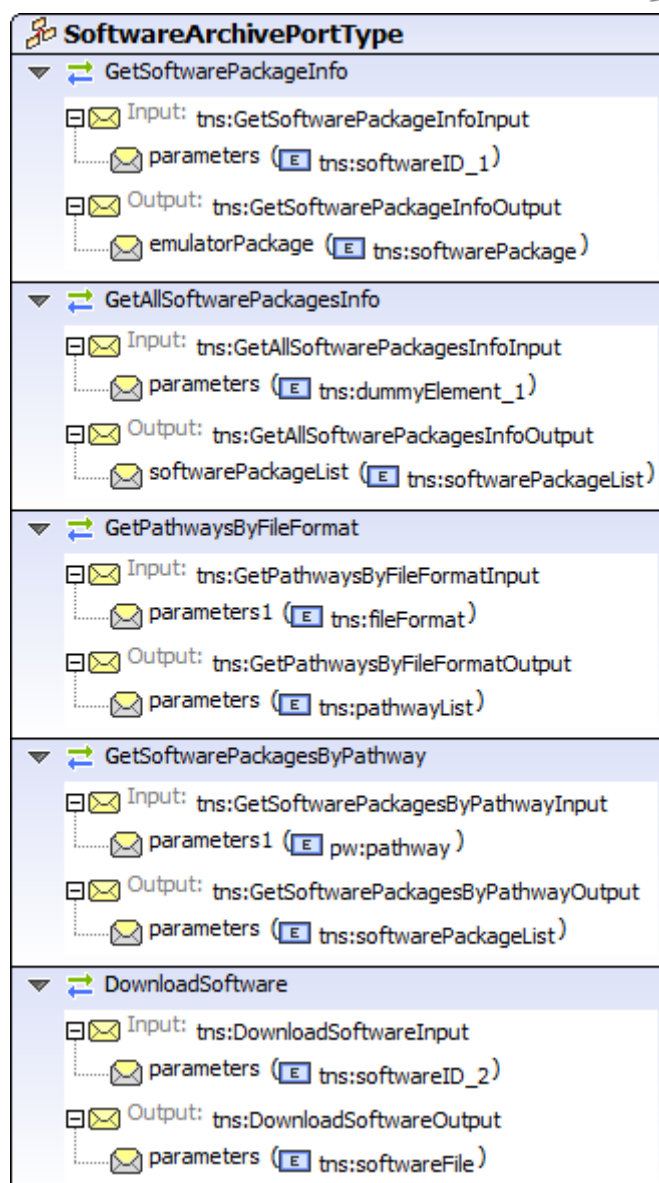 SoftwareArchivePortType
GetSoftwarePackageInfo
Input: tns:GetSoftwarePackageInfoInput
parameters (E tns:softwareID_1)
Output: tns:GetSoftwarePackageInfoOutput
emulatorPackage (E tns:softwarePackage)
GetAllSoftwarePackagesInfo
Input: tns:GetAllSoftwarePackagesInfoInput
parameters (E tns:dummyElement_1)
Output: tns:GetAllSoftwarePackagesInfoOutput
softwarePackageList (E tns:softwarePackageList)
GetPathwaysByFileFormat
Input: tns:GetPathwaysByFileFormatInput
parameters1 (E tns:fileFormat)
Output: tns:GetPathwaysByFileFormatOutput
parameters (E tns:pathwayList)
GetSoftwarePackagesByPathway
Input: tns:GetSoftwarePackagesByPathwayInput
parameters1 (E pw:pathway)
Output: tns:GetSoftwarePackagesByPathwayOutput
parameters (E tns:softwarePackageList)
DownloadSoftware
Input: tns:DownloadSoftwareInput
parameters (E tns:softwareID_2)
Output: tns:DownloadSoftwareOutput
parameters (E tns:softwareFile)